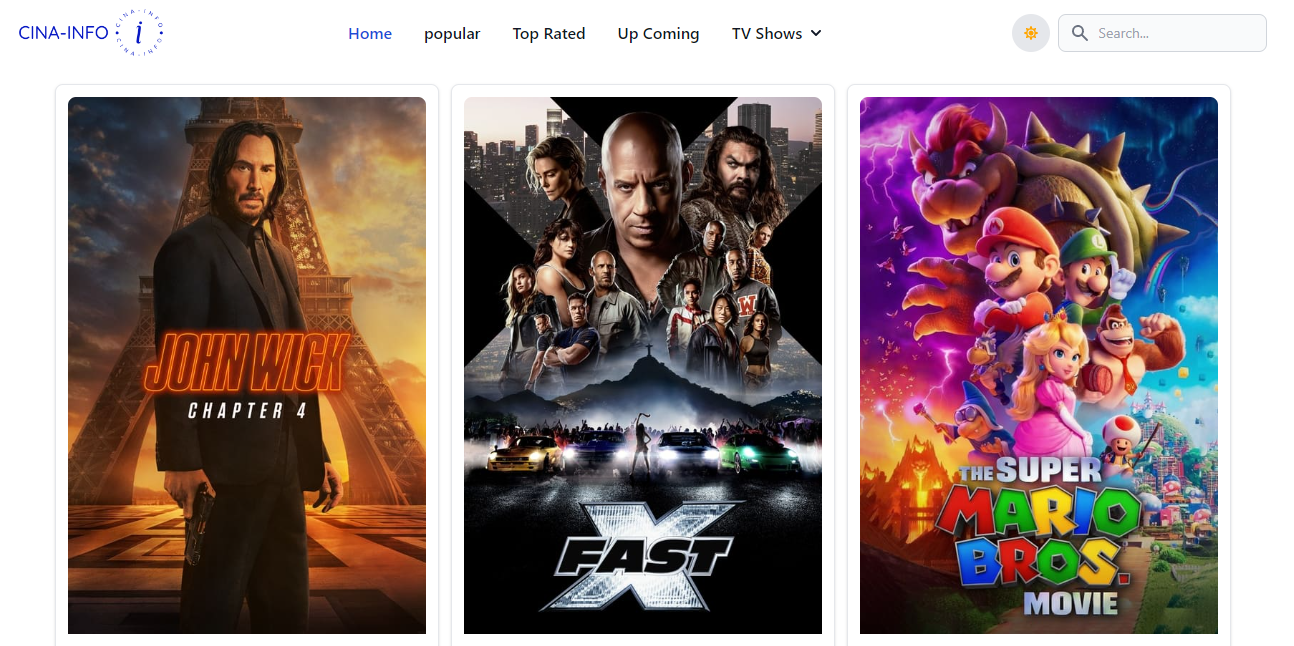 CINA-INFO
i
CINA-INFO
CINA-INFO
Home
popular
Top Rated
Up Coming
TV Shows
Search...
JOHN WICK
CHAPTER 4
W
FAST
X
M
L
THE SUPER
MARIO
BROS.
MOVIE